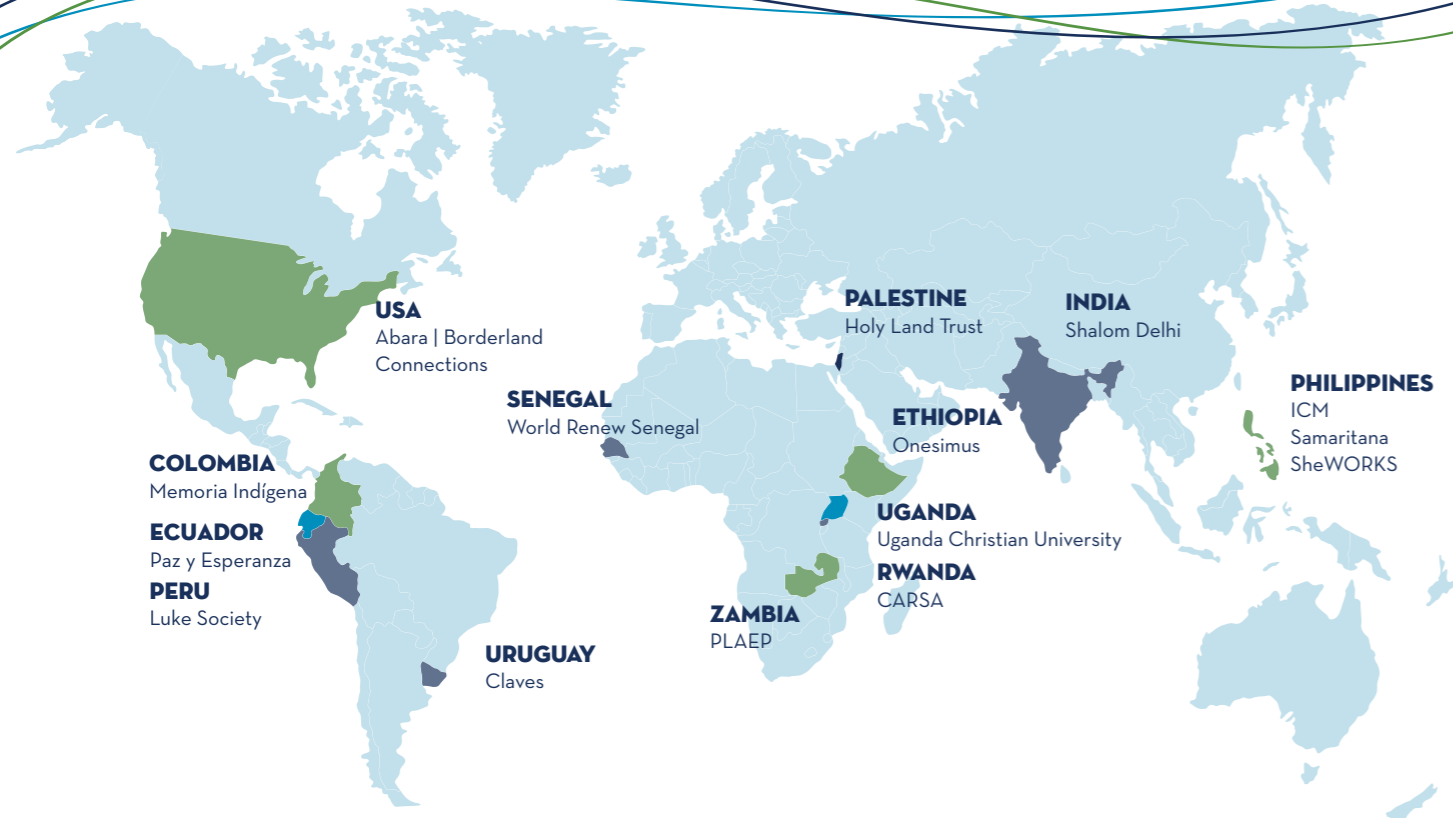 USA
Abara | Borderland
Connections
SENEGAL
World Renew Senegal
COLOMBIA
Memoria Indígena
ECUADOR
Paz y Esperanza
PERU
Luke Society
URUGUAY
Claves
PALESTINE
Holy Land Trust
INDIA
Shalom Delhi
ETHIOPIA
Onesimus
PHILIPPINES
ICM
Samaritana
SheWORKS
UGANDA
Uganda Christian University
RWANDA
CARSA
ZAMBIA
PLAEP